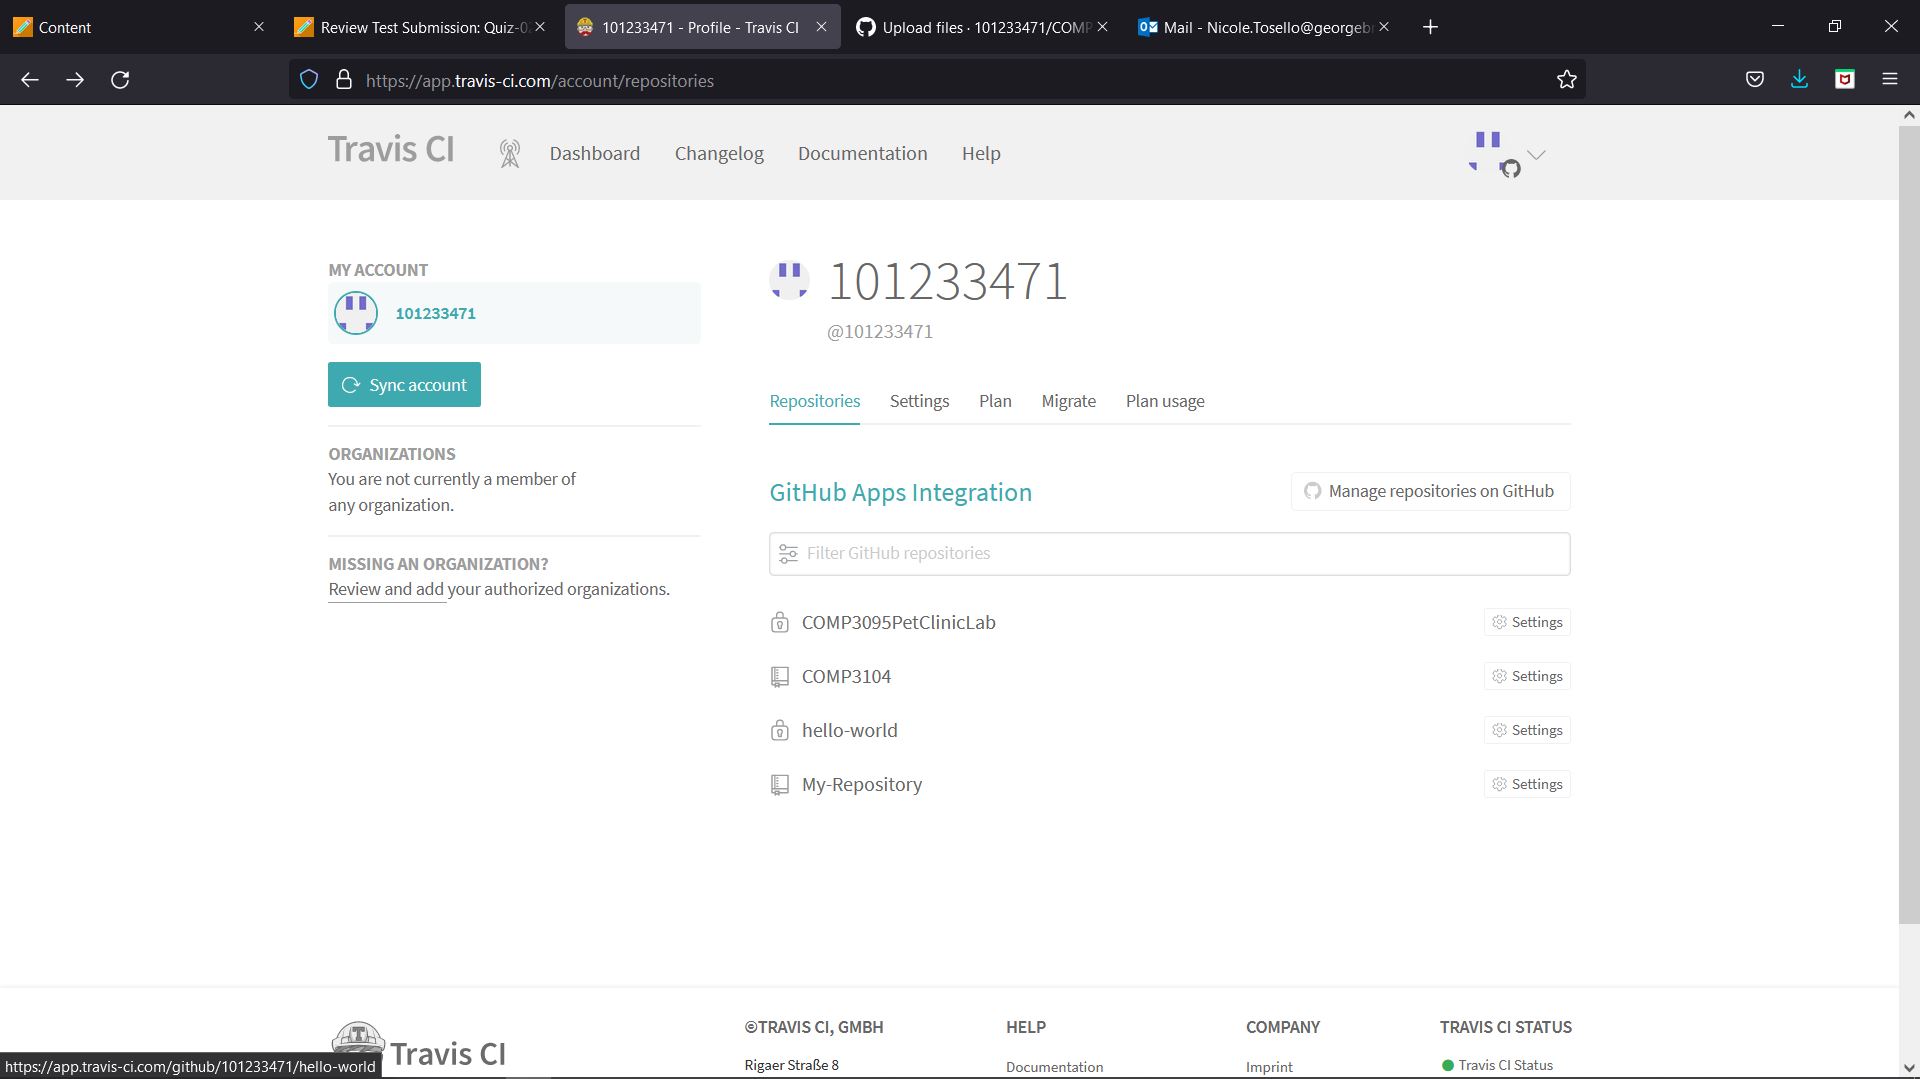 Content
Review Test Submission: Quiz-0
101233471 - Profile - Travis CI
Upload files · 101233471/COMP
Mail - Nicole.Tosello@georgeb
https://app.travis-ci.com/account/repositories
Travis CI
Dashboard
Changelog
Documentation
Help
MY ACCOUNT
101233471
Sync account
ORGANIZATIONS
You are not currently a member of
any organization.
MISSING AN ORGANIZATION?
Review and add your authorized organizations.
101233471
@101233471
Repositories
Settings
Plan
Migrate
Plan usage
GitHub Apps Integration
Manage repositories on GitHub
Filter GitHub repositories
COMP3095PetClinicLab
Settings
COMP3104
Settings
hello-world
Settings
My-Repository
Settings
Travis CI
©TRAVIS CI, GMBH
Rigaer Straße 8
HELP
Documentation
COMPANY
Imprint
TRAVIS CI STATUS
Travis CI Status
https://app.travis-ci.com/github/101233471/hello-world